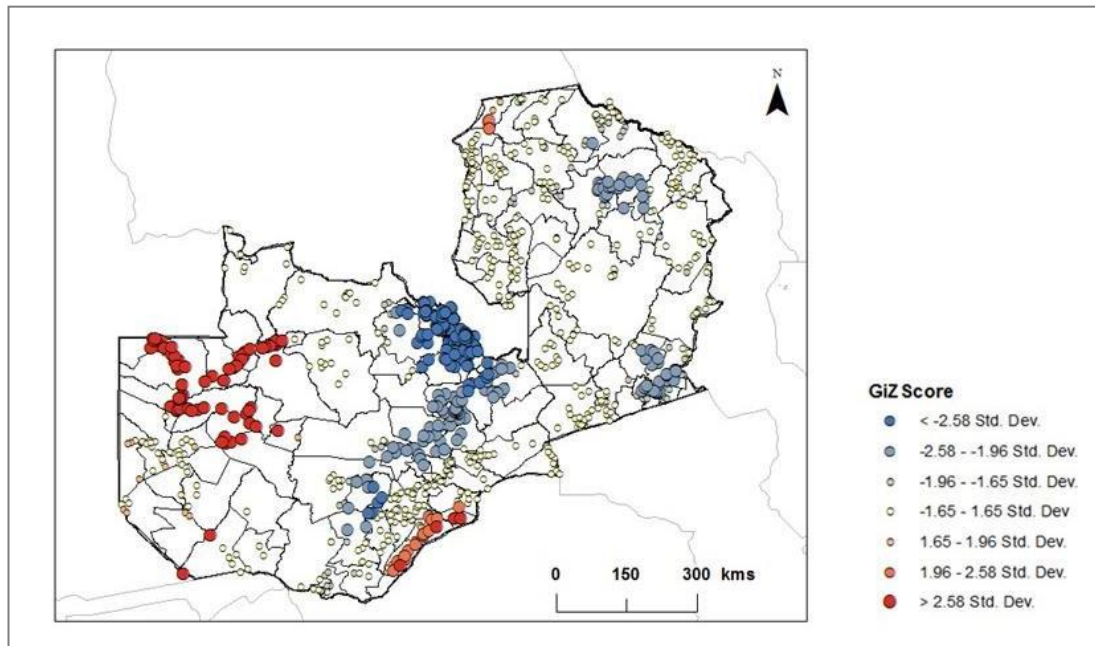 N
GiZ Score
< -2.58 Std. Dev.
-2.58 - -1.96 Std. Dev.
-1.96 - -1.65 Std. Dev.
-1.65 - 1.65 Std. Dev
1.65 - 1.96 Std. Dev.
1.96 - 2.58 Std. Dev.
> 2.58 Std. Dev.
0 150 300 kms